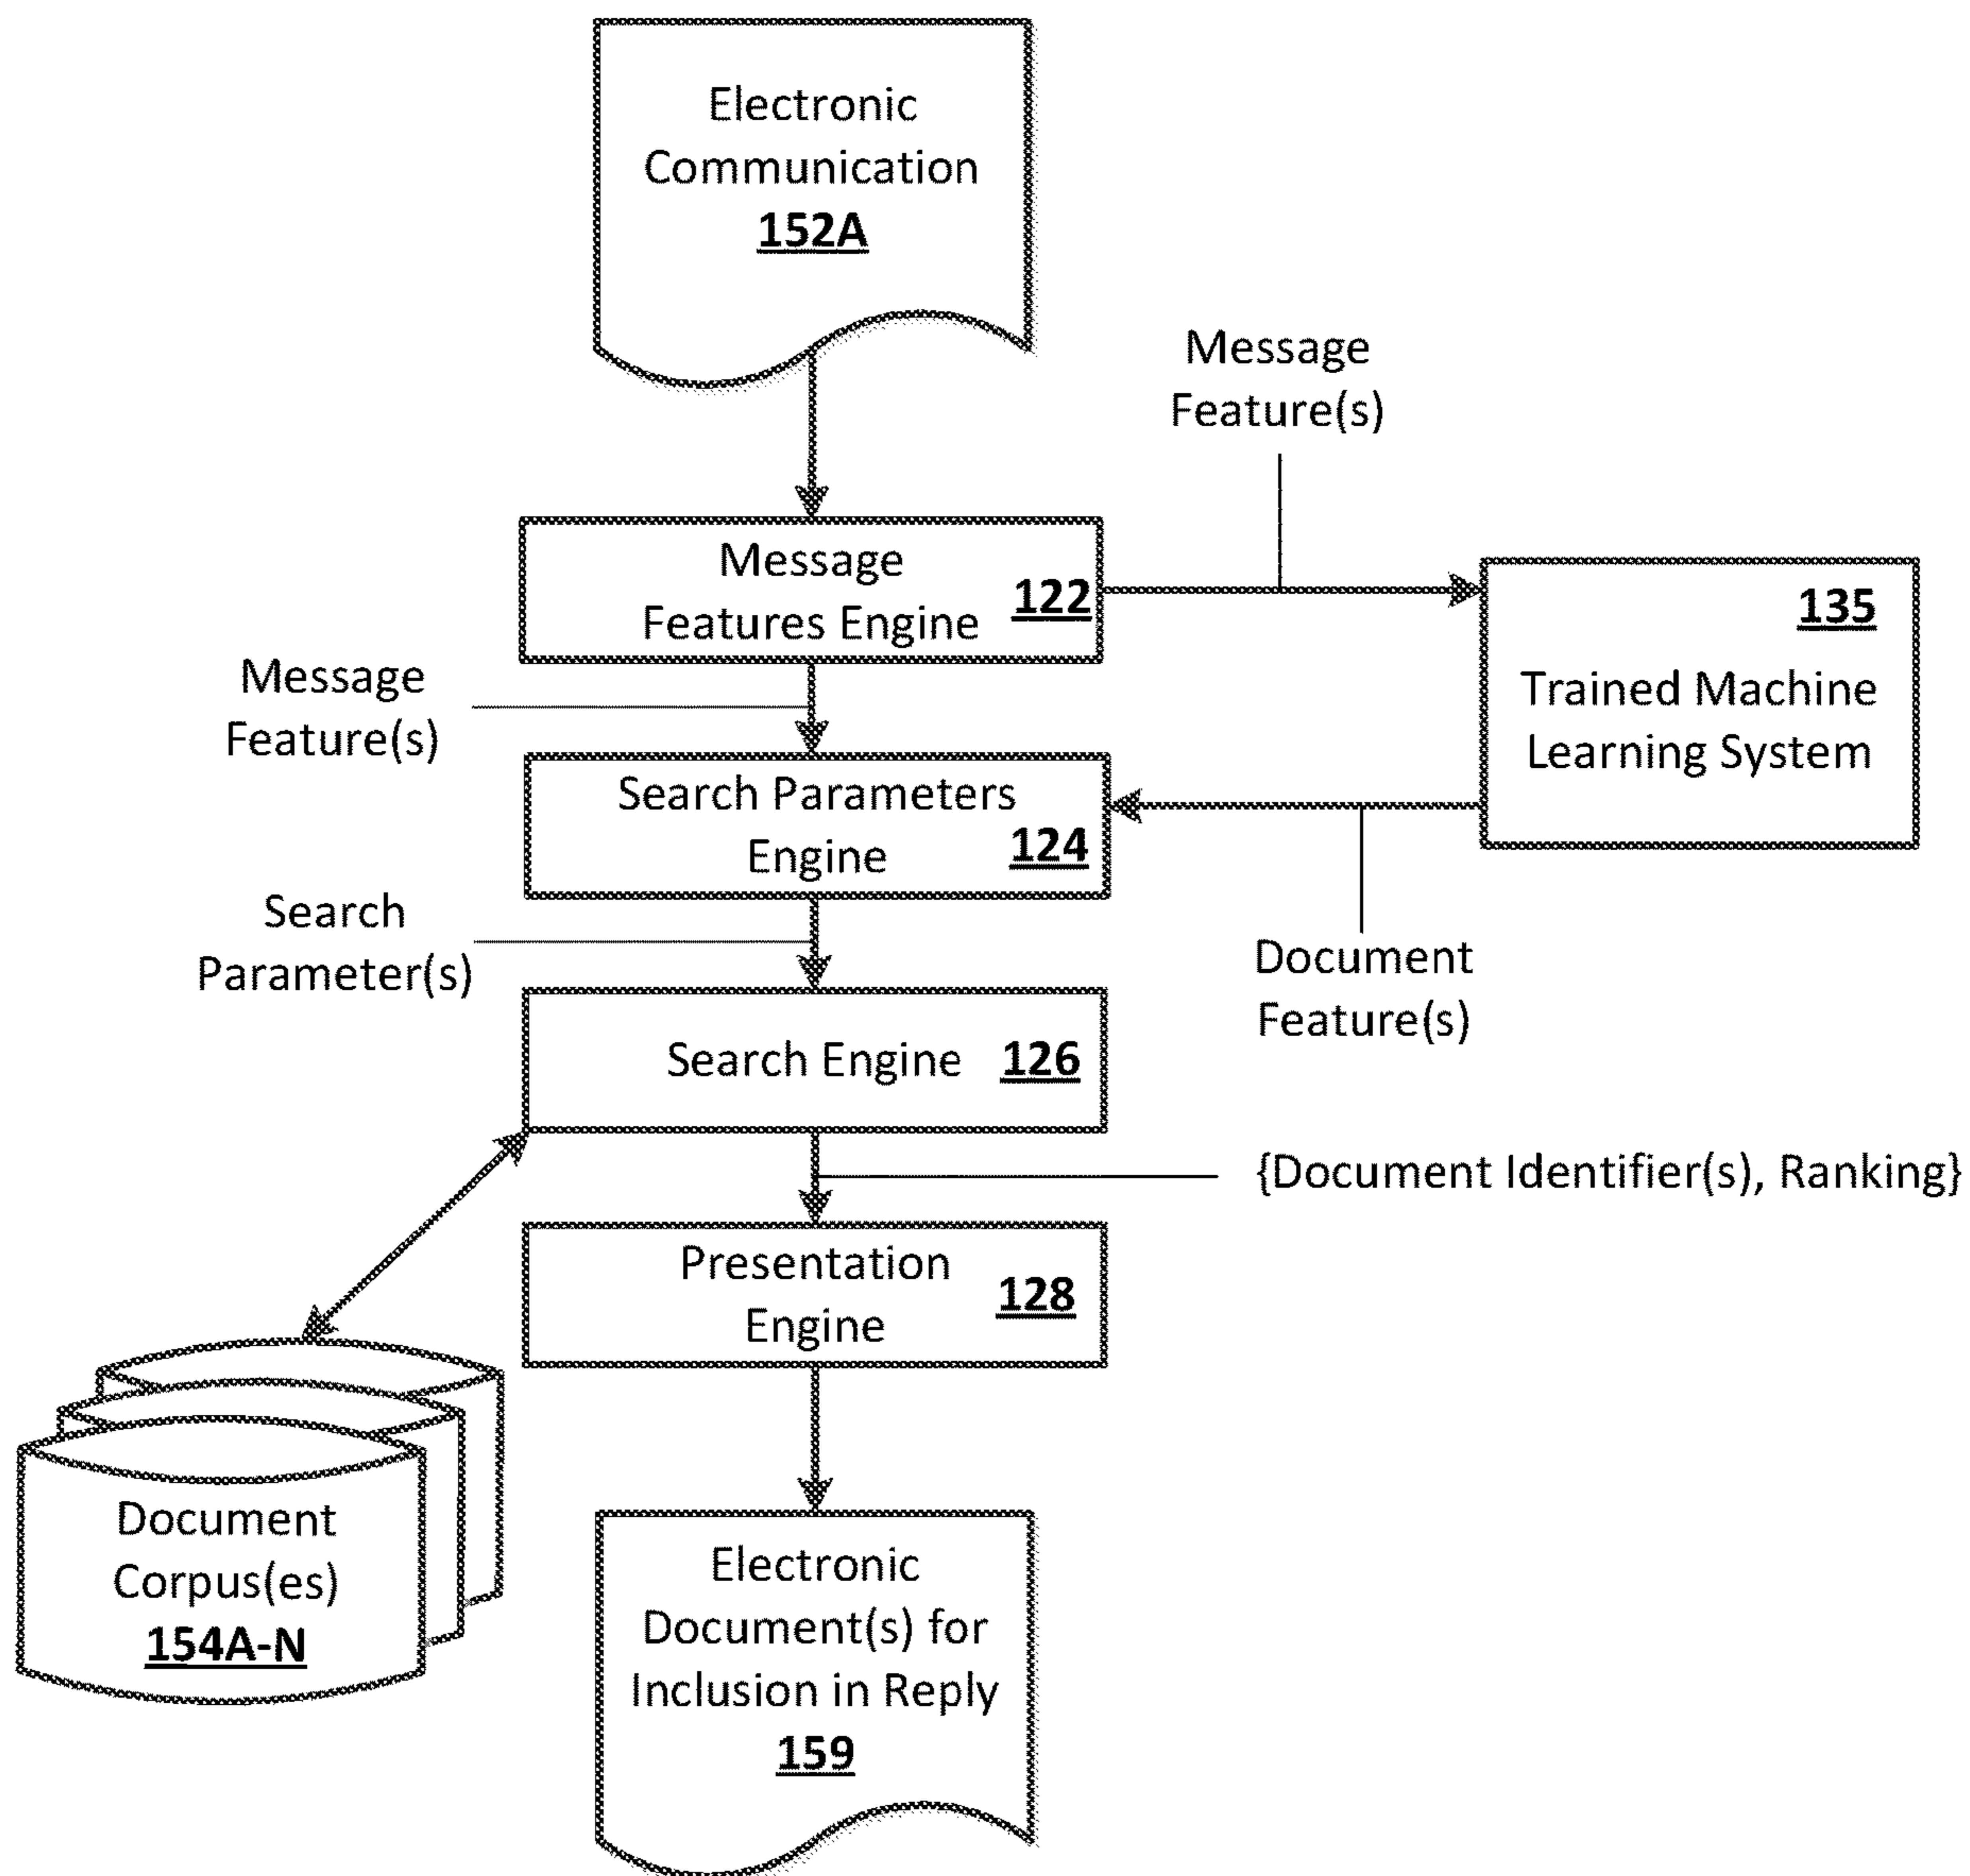 Electronic
Communication
152A
Message
Feature(s)
Message
Features Engine
122
135
Trained Machine
Learning System
Message
Feature(s)
Search Parameters
Engine
124
Search
Parameter(s)
Document
Feature(s)
Search Engine 126
{Document Identifier(s), Ranking}
Presentation
Engine
128
Document
Corpus(es)
154A-N
Electronic
Document(s) for
Inclusion in Reply
159